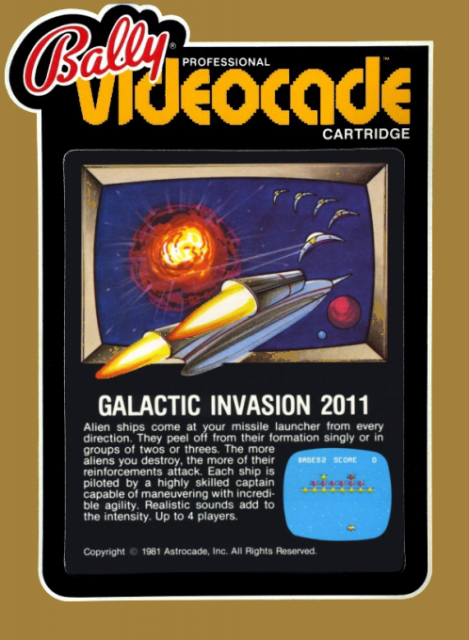 Bally®
PROFESSIONAL
Videocade™
CARTRIDGE
GALACTIC INVASION 2011
Alien ships come at your missile launcher from every
direction. They peel off from their formation singly or in
groups of twos or threes. The more
aliens you destroy, the more of their
reinforcements attack. Each ship is
piloted by a highly skilled captain
capable of maneuvering with incredi-
ble agility. Realistic sounds add to
the intensity. Up to 4 players.
BASES 2 SCORE 0
Copyright © 1981 Astrocade, Inc. All Rights Reserved.